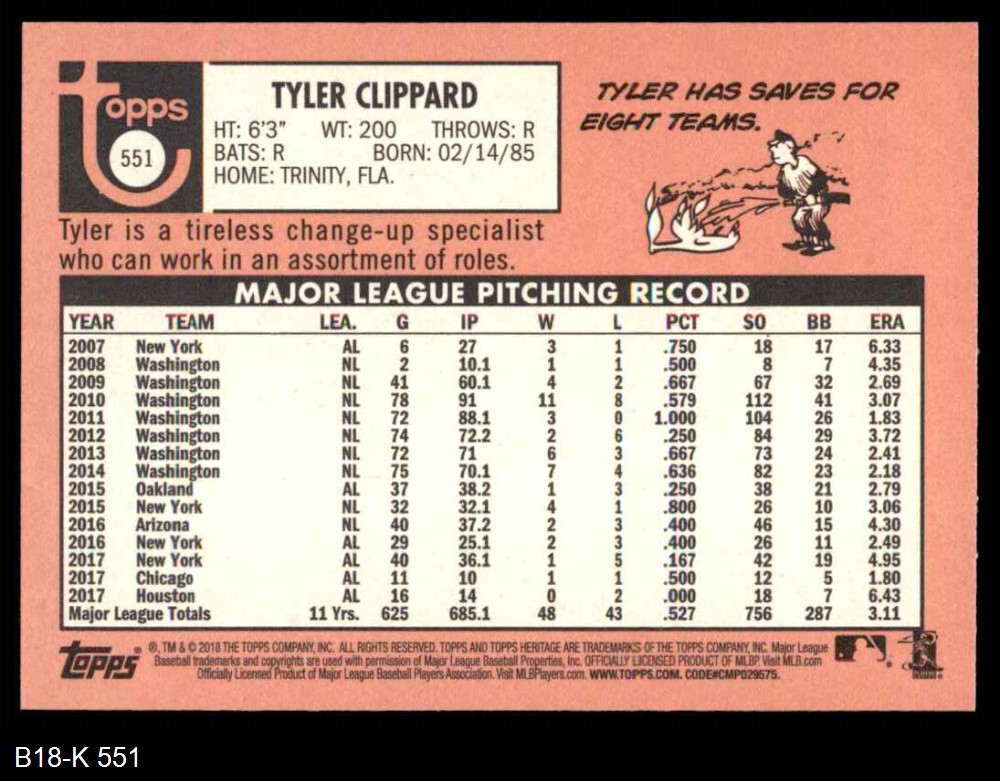 topps
551
TYLER CLIPPARD
HT: 6'3" WT: 200 THROWS: R
BATS: R BORN: 02/14/85
HOME: TRINITY, FLA.
TYLER HAS SAVES FOR
EIGHT TEAMS.
Tyler is a tireless change-up specialist
who can work in an assortment of roles.
MAJOR LEAGUE PITCHING RECORD
YEAR TEAM LEA. G IP W L PCT SO BB ERA
2007 New York AL 6 27 3 1 .750 18 17 6.33
2008 Washington NL 2 10.1 1 1 .500 8 7 4.35
2009 Washington NL 41 60.1 4 2 .667 67 32 2.69
2010 Washington NL 78 91 11 8 .579 112 41 3.07
2011 Washington NL 72 88.1 3 0 1.000 104 26 1.83
2012 Washington NL 74 72.2 2 6 .250 84 29 3.72
2013 Washington NL 72 71 6 3 .667 73 24 2.41
2014 Washington NL 75 70.1 7 4 .636 82 23 2.18
2015 Oakland AL 37 38.2 1 3 .250 38 21 2.79
2015 New York NL 32 32.1 4 1 .800 26 10 3.06
2016 Arizona NL 40 37.2 2 3 .400 46 15 4.30
2016 New York AL 29 25.1 2 3 .400 26 11 2.49
2017 New York AL 40 36.1 1 5 .167 42 19 4.95
2017 Chicago AL 11 10 1 1 .500 12 5 1.80
2017 Houston AL 16 14 0 2 .000 18 7 6.43
Major League Totals 11 Yrs. 625 685.1 48 43 .527 756 287 3.11
topps
®, TM & © 2018 THE TOPPS COMPANY, INC. ALL RIGHTS RESERVED. TOPPS AND TOPPS HERITAGE ARE TRADEMARKS OF THE TOPPS COMPANY, INC. Major League
Baseball trademarks and copyrights are used with permission of Major League Baseball Properties, Inc. OFFICIALLY LICENSED PRODUCT OF MLBP. Visit MLB.com
Officially Licensed Product of Major League Baseball Players Association. Visit MLBPlayers.com. WWW.TOPPS.COM. CODE#CMP029575.
B18-K 551